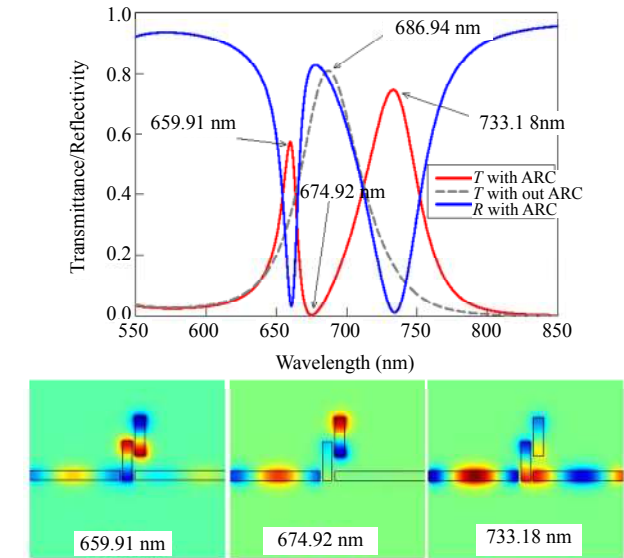 1.0
0.8
0.6
0.4
0.2
0.0
550
600
650
700
750
800
850
Transmittance/Reflectivity
Wavelength (nm)
686.94 nm
659.91 nm
733.1 8nm
674.92 nm
T with ARC
T with out ARC
R with ARC
659.91 nm
674.92 nm
733.18 nm